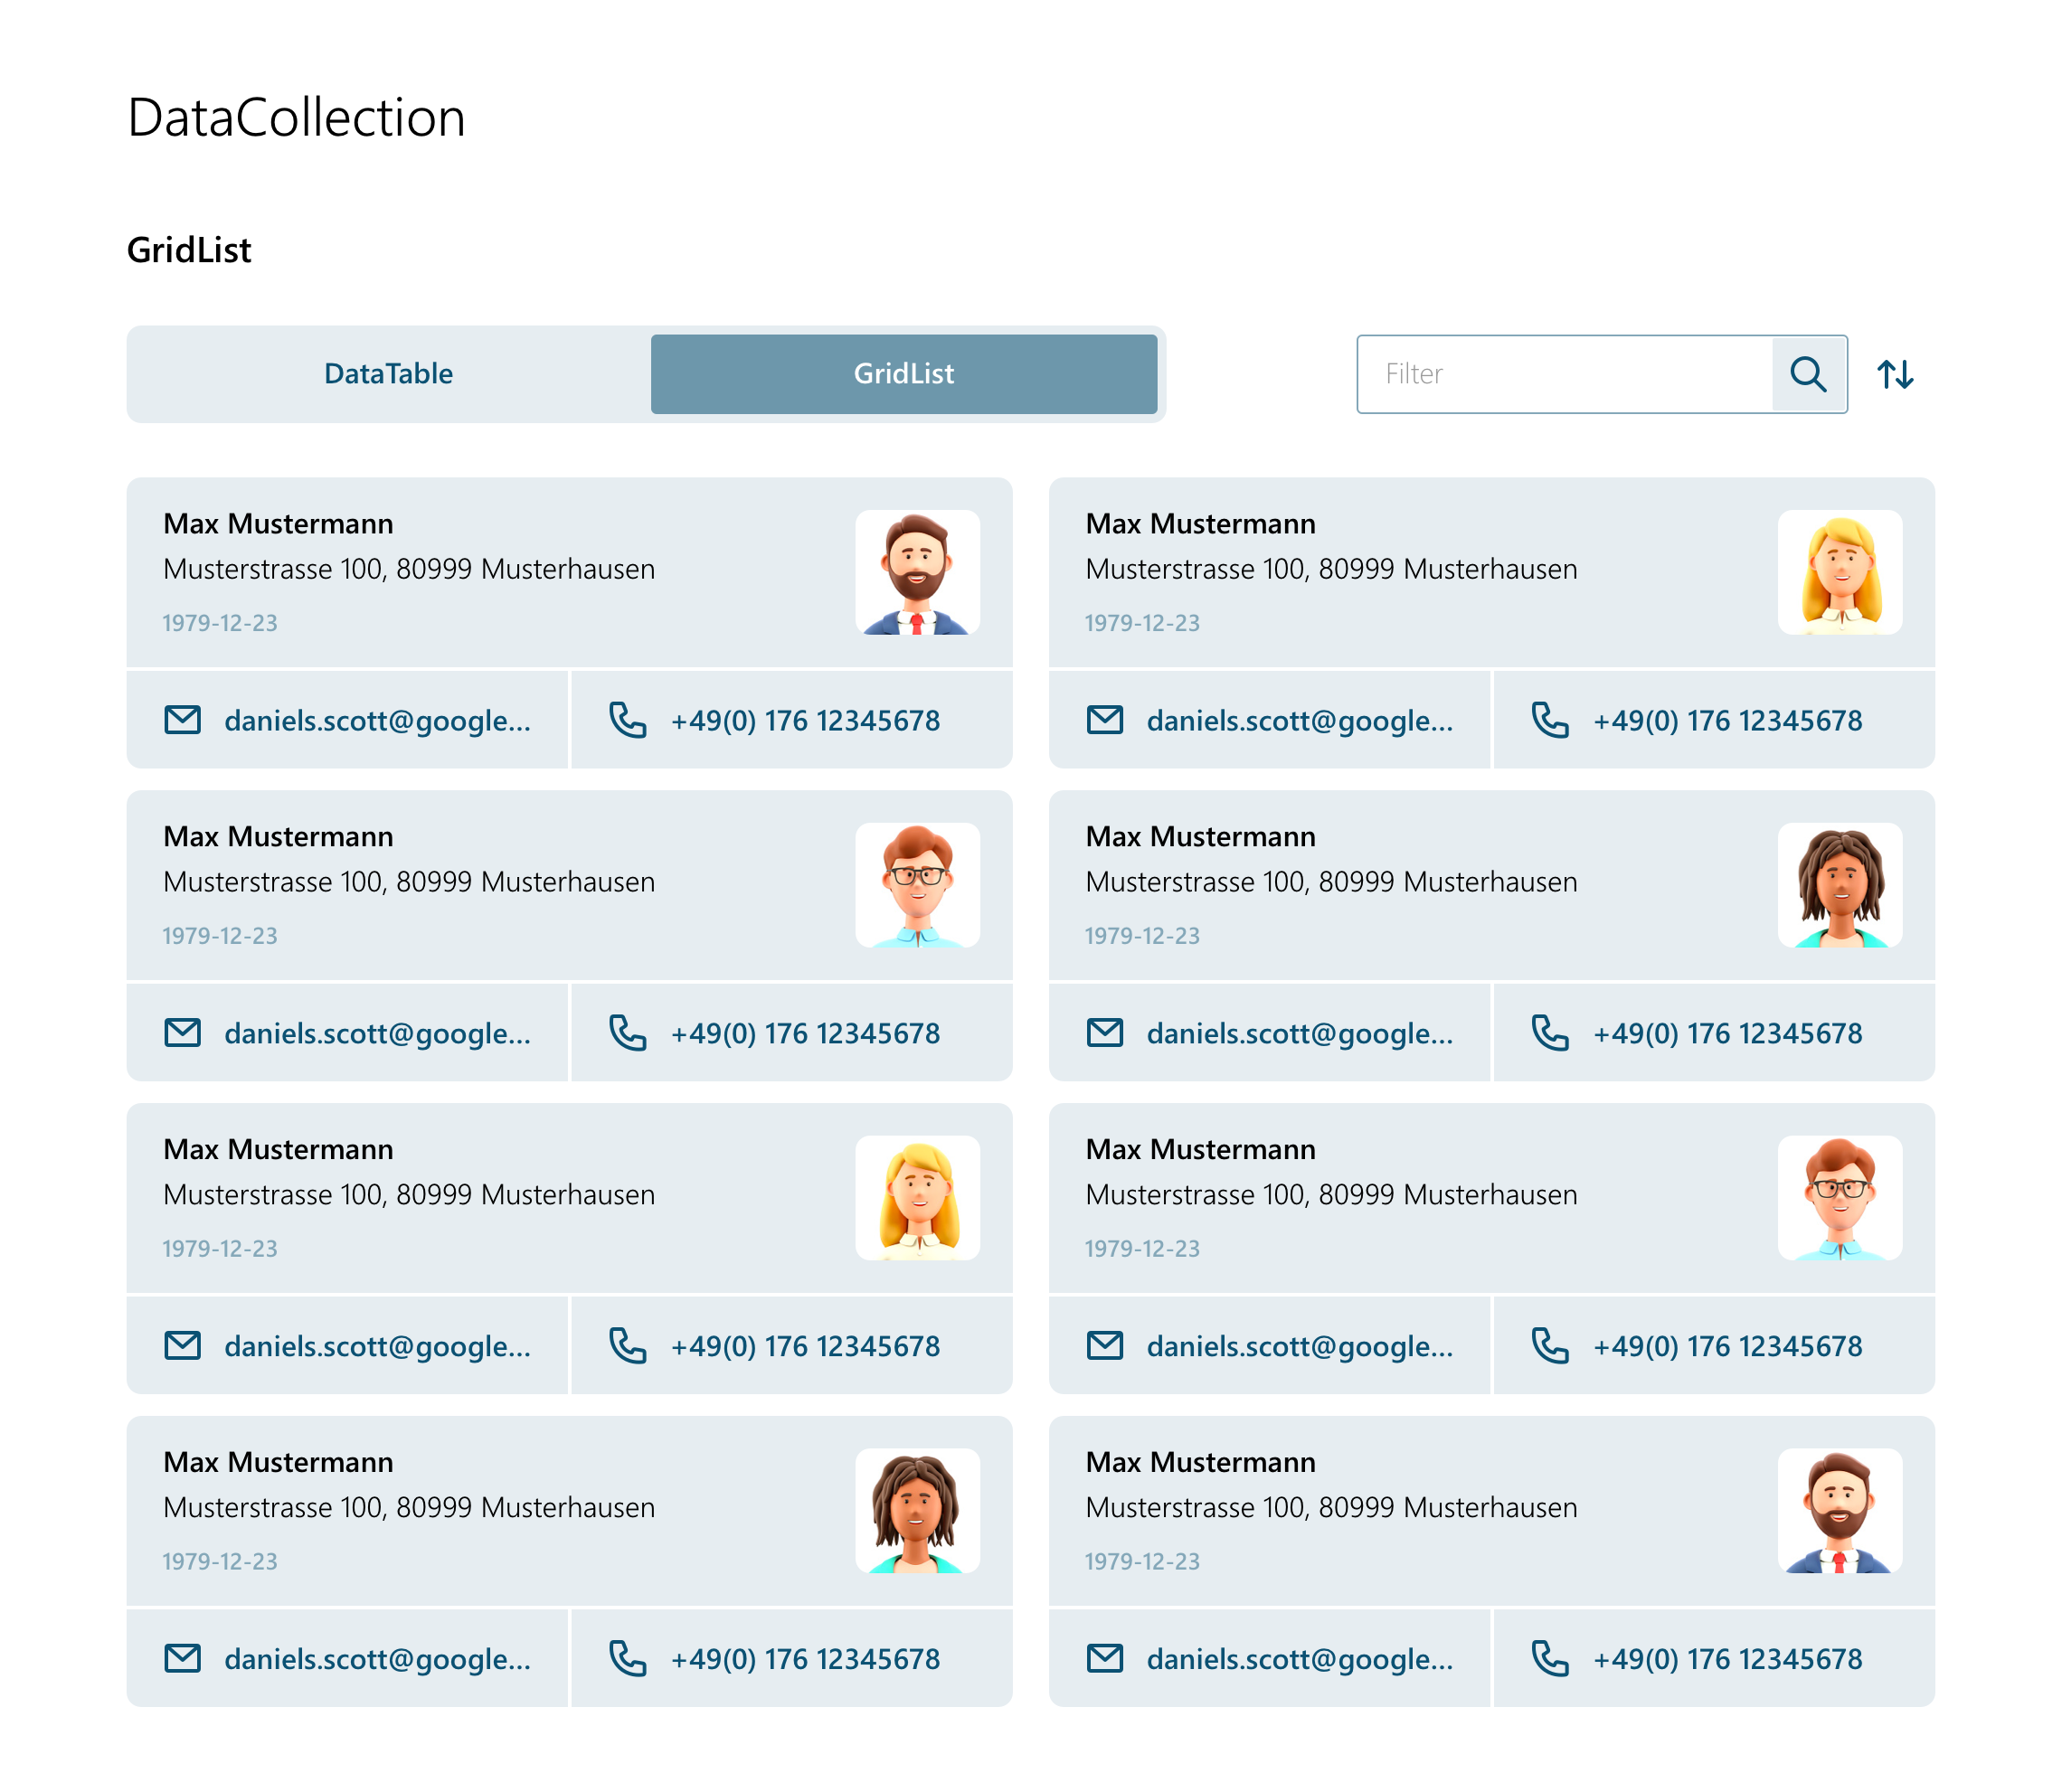 DataCollection
GridList
DataTable GridList Filter
Max Mustermann
Musterstrasse 100, 80999 Musterhausen
1979-12-23
daniels.scott@google... +49(0) 176 12345678
Max Mustermann
Musterstrasse 100, 80999 Musterhausen
1979-12-23
daniels.scott@google... +49(0) 176 12345678
Max Mustermann
Musterstrasse 100, 80999 Musterhausen
1979-12-23
daniels.scott@google... +49(0) 176 12345678
Max Mustermann
Musterstrasse 100, 80999 Musterhausen
1979-12-23
daniels.scott@google... +49(0) 176 12345678
Max Mustermann
Musterstrasse 100, 80999 Musterhausen
1979-12-23
daniels.scott@google... +49(0) 176 12345678
Max Mustermann
Musterstrasse 100, 80999 Musterhausen
1979-12-23
daniels.scott@google... +49(0) 176 12345678
Max Mustermann
Musterstrasse 100, 80999 Musterhausen
1979-12-23
daniels.scott@google... +49(0) 176 12345678
Max Mustermann
Musterstrasse 100, 80999 Musterhausen
1979-12-23
daniels.scott@google... +49(0) 176 12345678